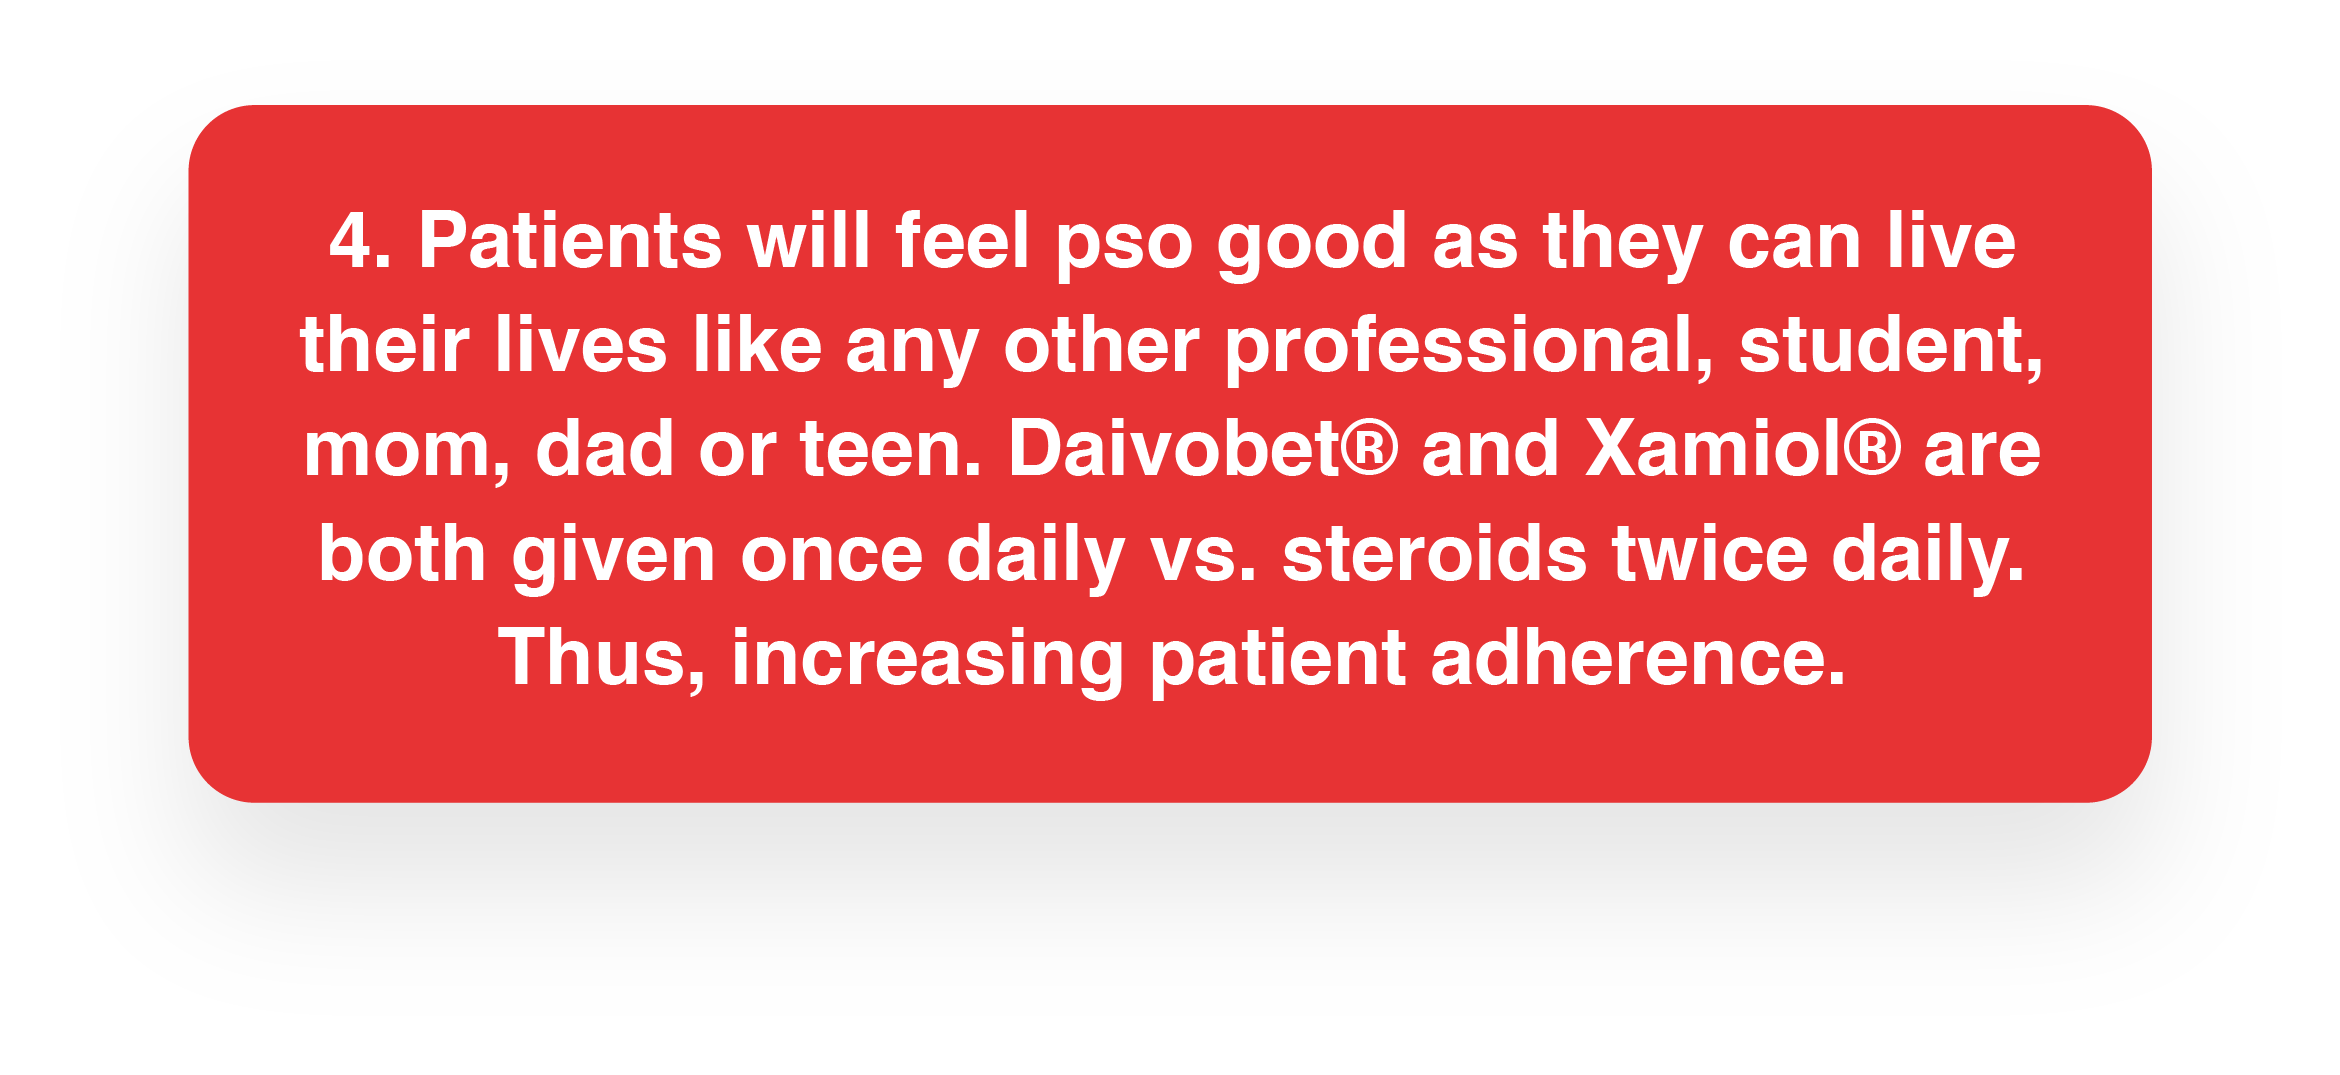 4. Patients will feel pso good as they can live
their lives like any other professional, student,
mom, dad or teen. Daivobet® and Xamiol® are
both given once daily vs. steroids twice daily.
Thus, increasing patient adherence.